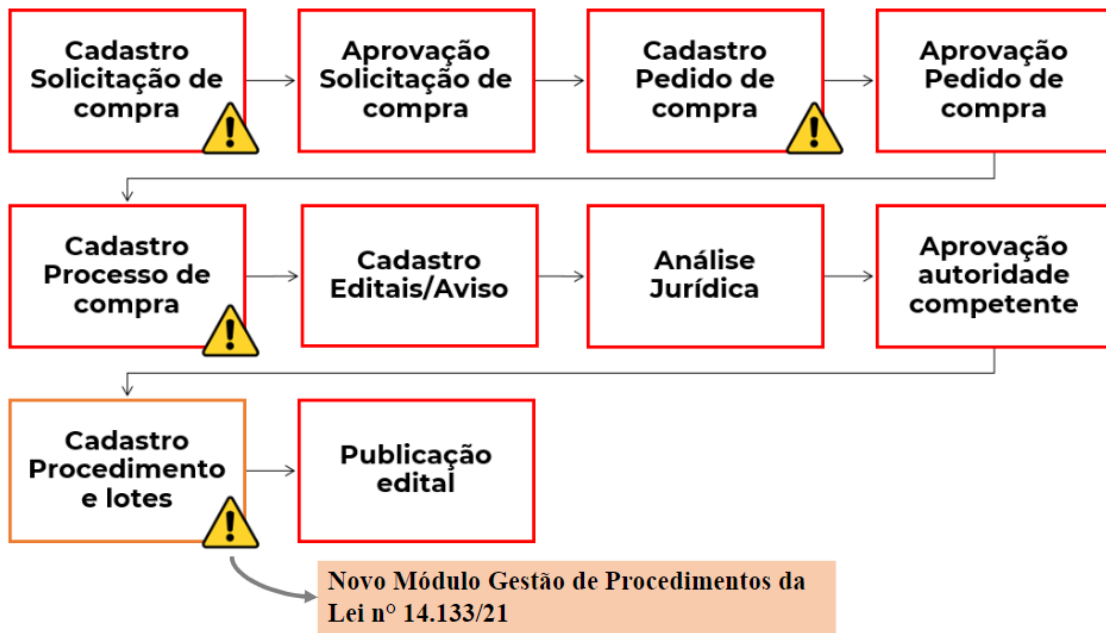 Cadastro
Solicitação de
compra
Aprovação
Solicitação de
compra
Cadastro
Pedido de
compra
Aprovação
Pedido de
compra
Cadastro
Processo de
compra
Cadastro
Editais/Aviso
Análise
Jurídica
Aprovação
autoridade
competente
Cadastro
Procedimento
e lotes
Publicação
edital
Novo Módulo Gestão de Procedimentos da
Lei n° 14.133/21